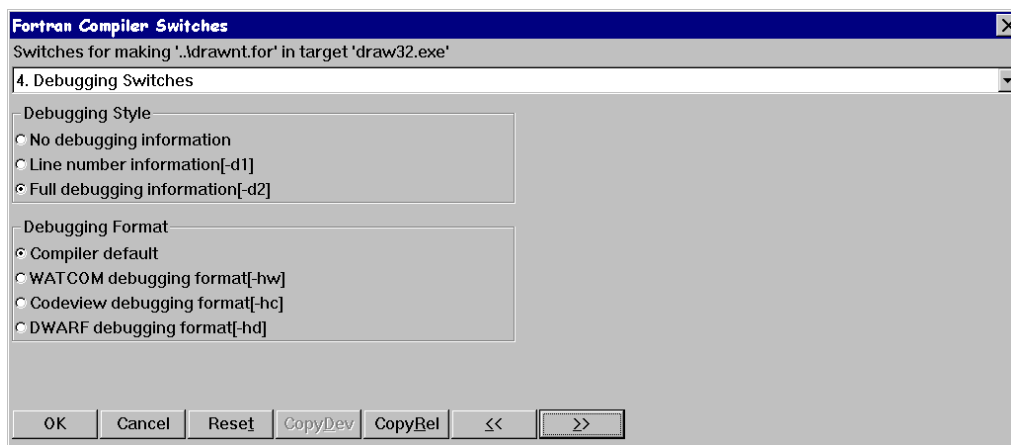 Fortran Compiler Switches
Switches for making '..\drawnt.for' in target 'draw32.exe'
4. Debugging Switches
Debugging Style
No debugging information
Line number information[-d1]
Full debugging information[-d2]
Debugging Format
Compiler default
WATCOM debugging format[-hw]
Codeview debugging format[-hc]
DWARF debugging format[-hd]
OK Cancel Reset CopyDev CopyRel << >>